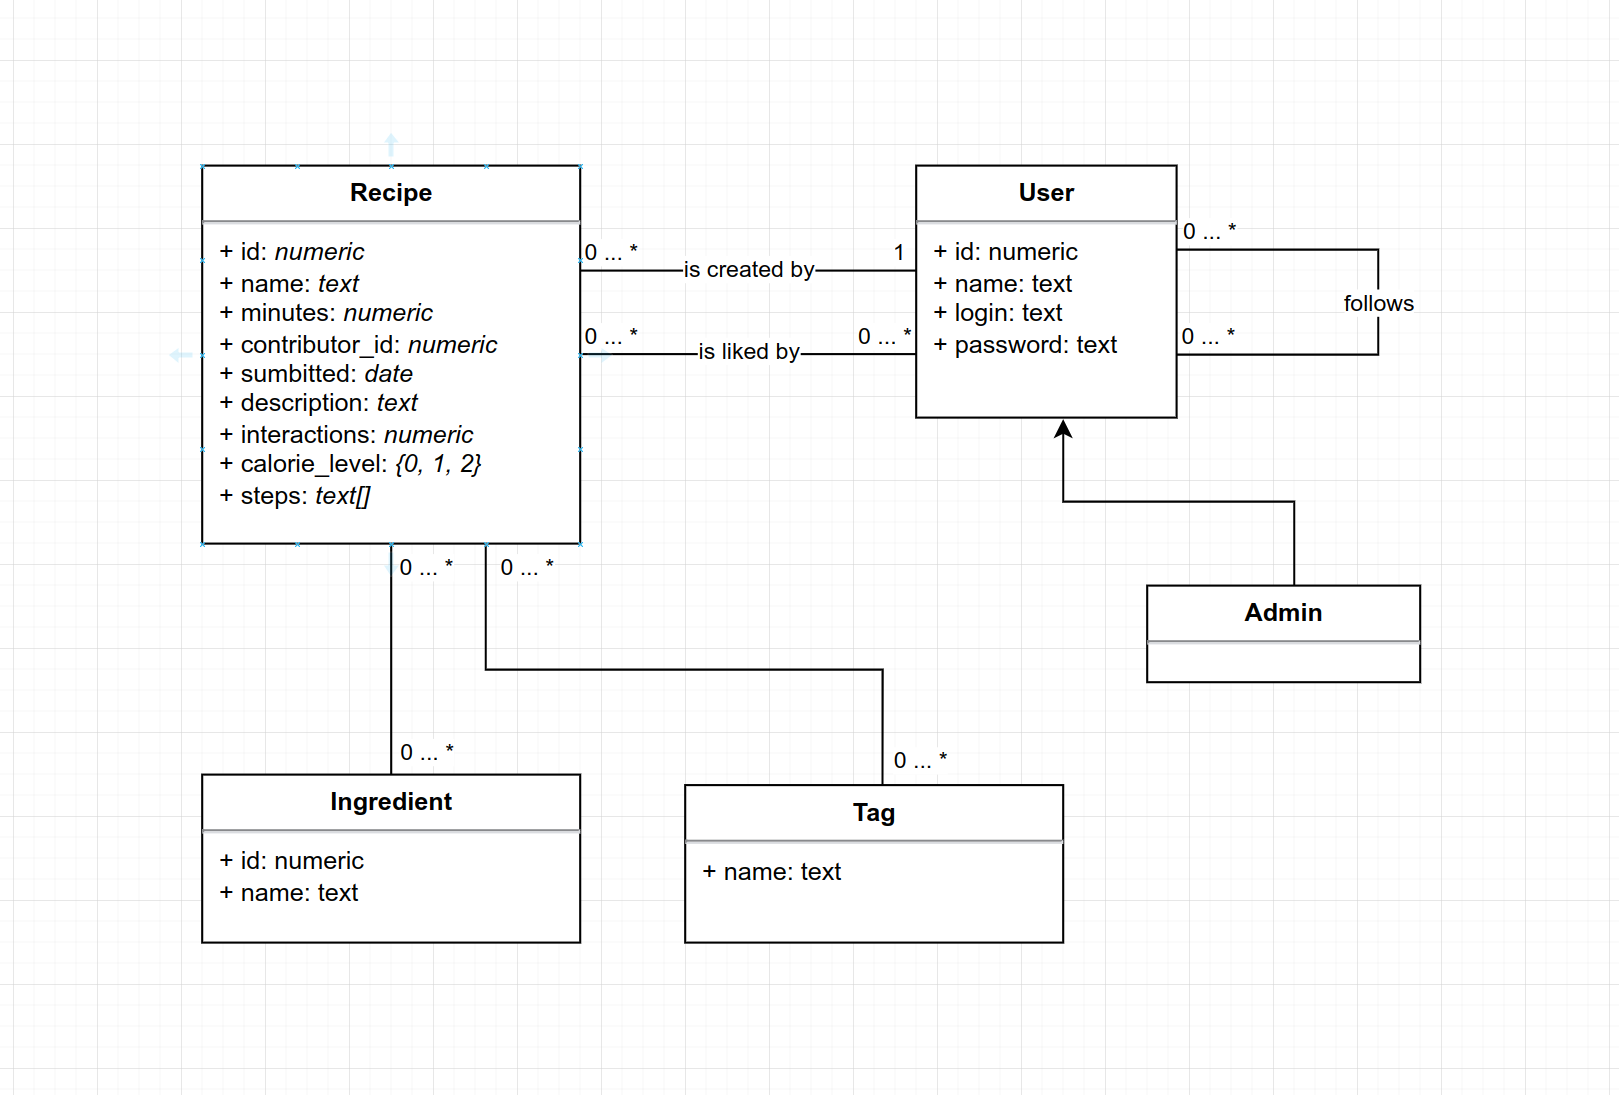 Recipe
+ id: numeric
+ name: text
+ minutes: numeric
+ contributor_id: numeric
+ sumbitted: date
+ description: text
+ interactions: numeric
+ calorie_level: {0, 1, 2}
+ steps: text[]
0 ... *
is created by
1
0 ... *
is liked by
0 ... *
User
+ id: numeric
+ name: text
+ login: text
+ password: text
0 ... *
follows
0 ... *
Admin
0 ... *
0 ... *
0 ... *
0 ... *
Ingredient
+ id: numeric
+ name: text
Tag
+ name: text